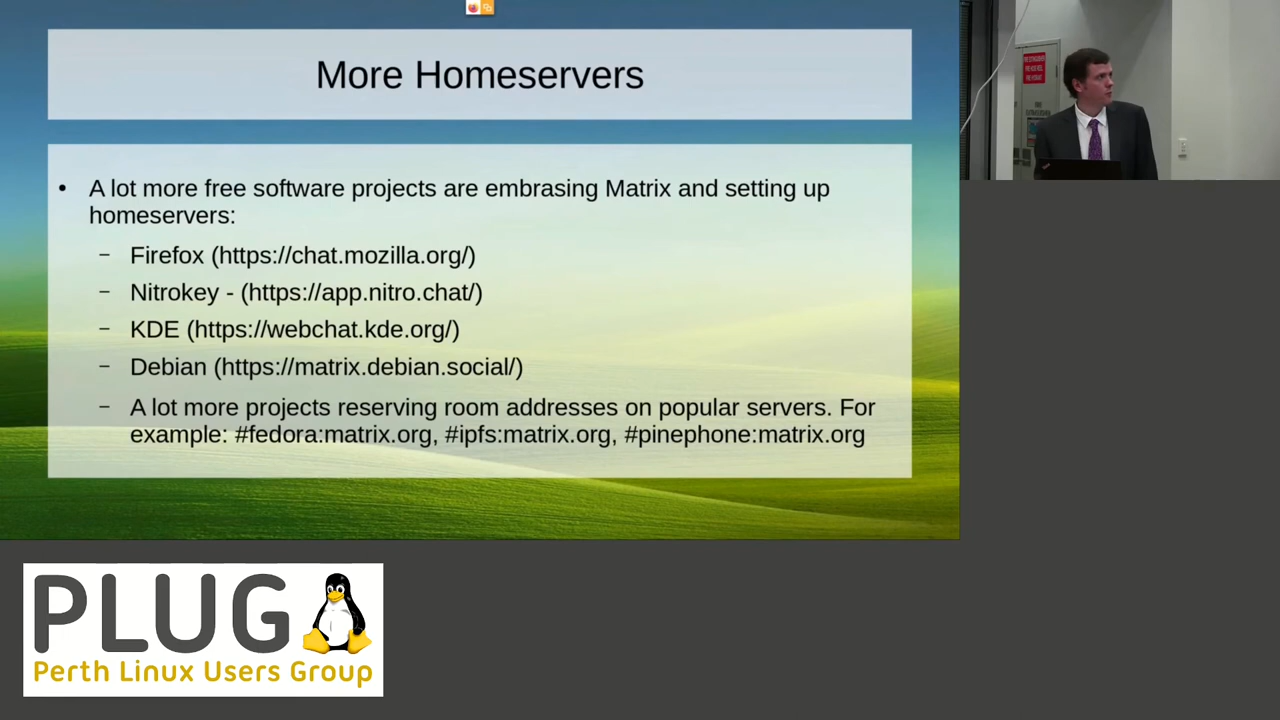 More Homeservers
• A lot more free software projects are embrasing Matrix and setting up
homeservers:
– Firefox (https://chat.mozilla.org/)
– Nitrokey - (https://app.nitro.chat/)
– KDE (https://webchat.kde.org/)
– Debian (https://matrix.debian.social/)
– A lot more projects reserving room addresses on popular servers. For
example: #fedora:matrix.org, #ipfs:matrix.org, #pinephone:matrix.org
PLUG
Perth Linux Users Group